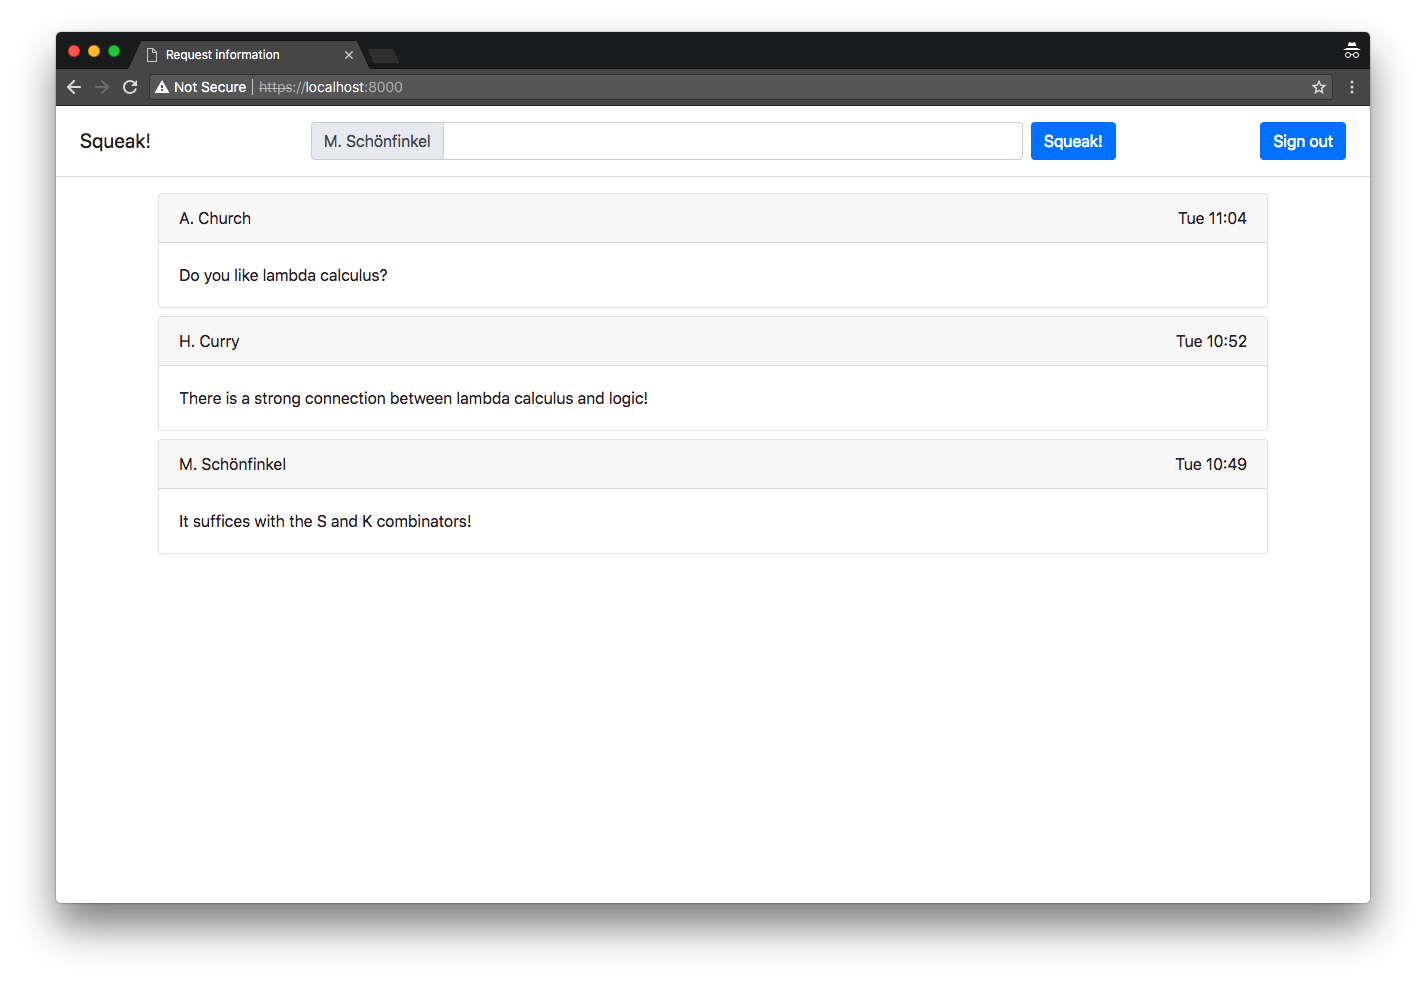 Request information
Not Secure | https://localhost:8000
Squeak! M. Schönfinkel Squeak! Sign out
A. Church Tue 11:04
Do you like lambda calculus?
H. Curry Tue 10:52
There is a strong connection between lambda calculus and logic!
M. Schönfinkel Tue 10:49
It suffices with the S and K combinators!